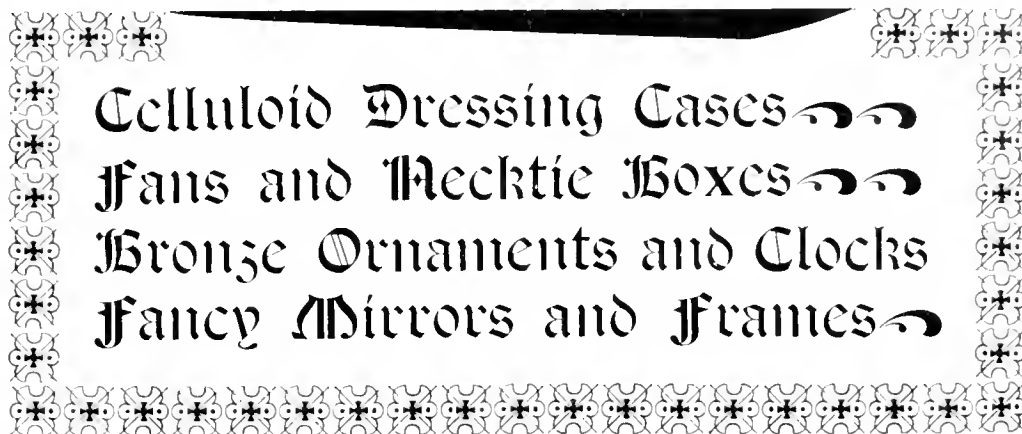 Celluloid Dressing Cases
Fans and Necktie Boxes
Bronze Ornaments and Clocks
Fancy Mirrors and Frames